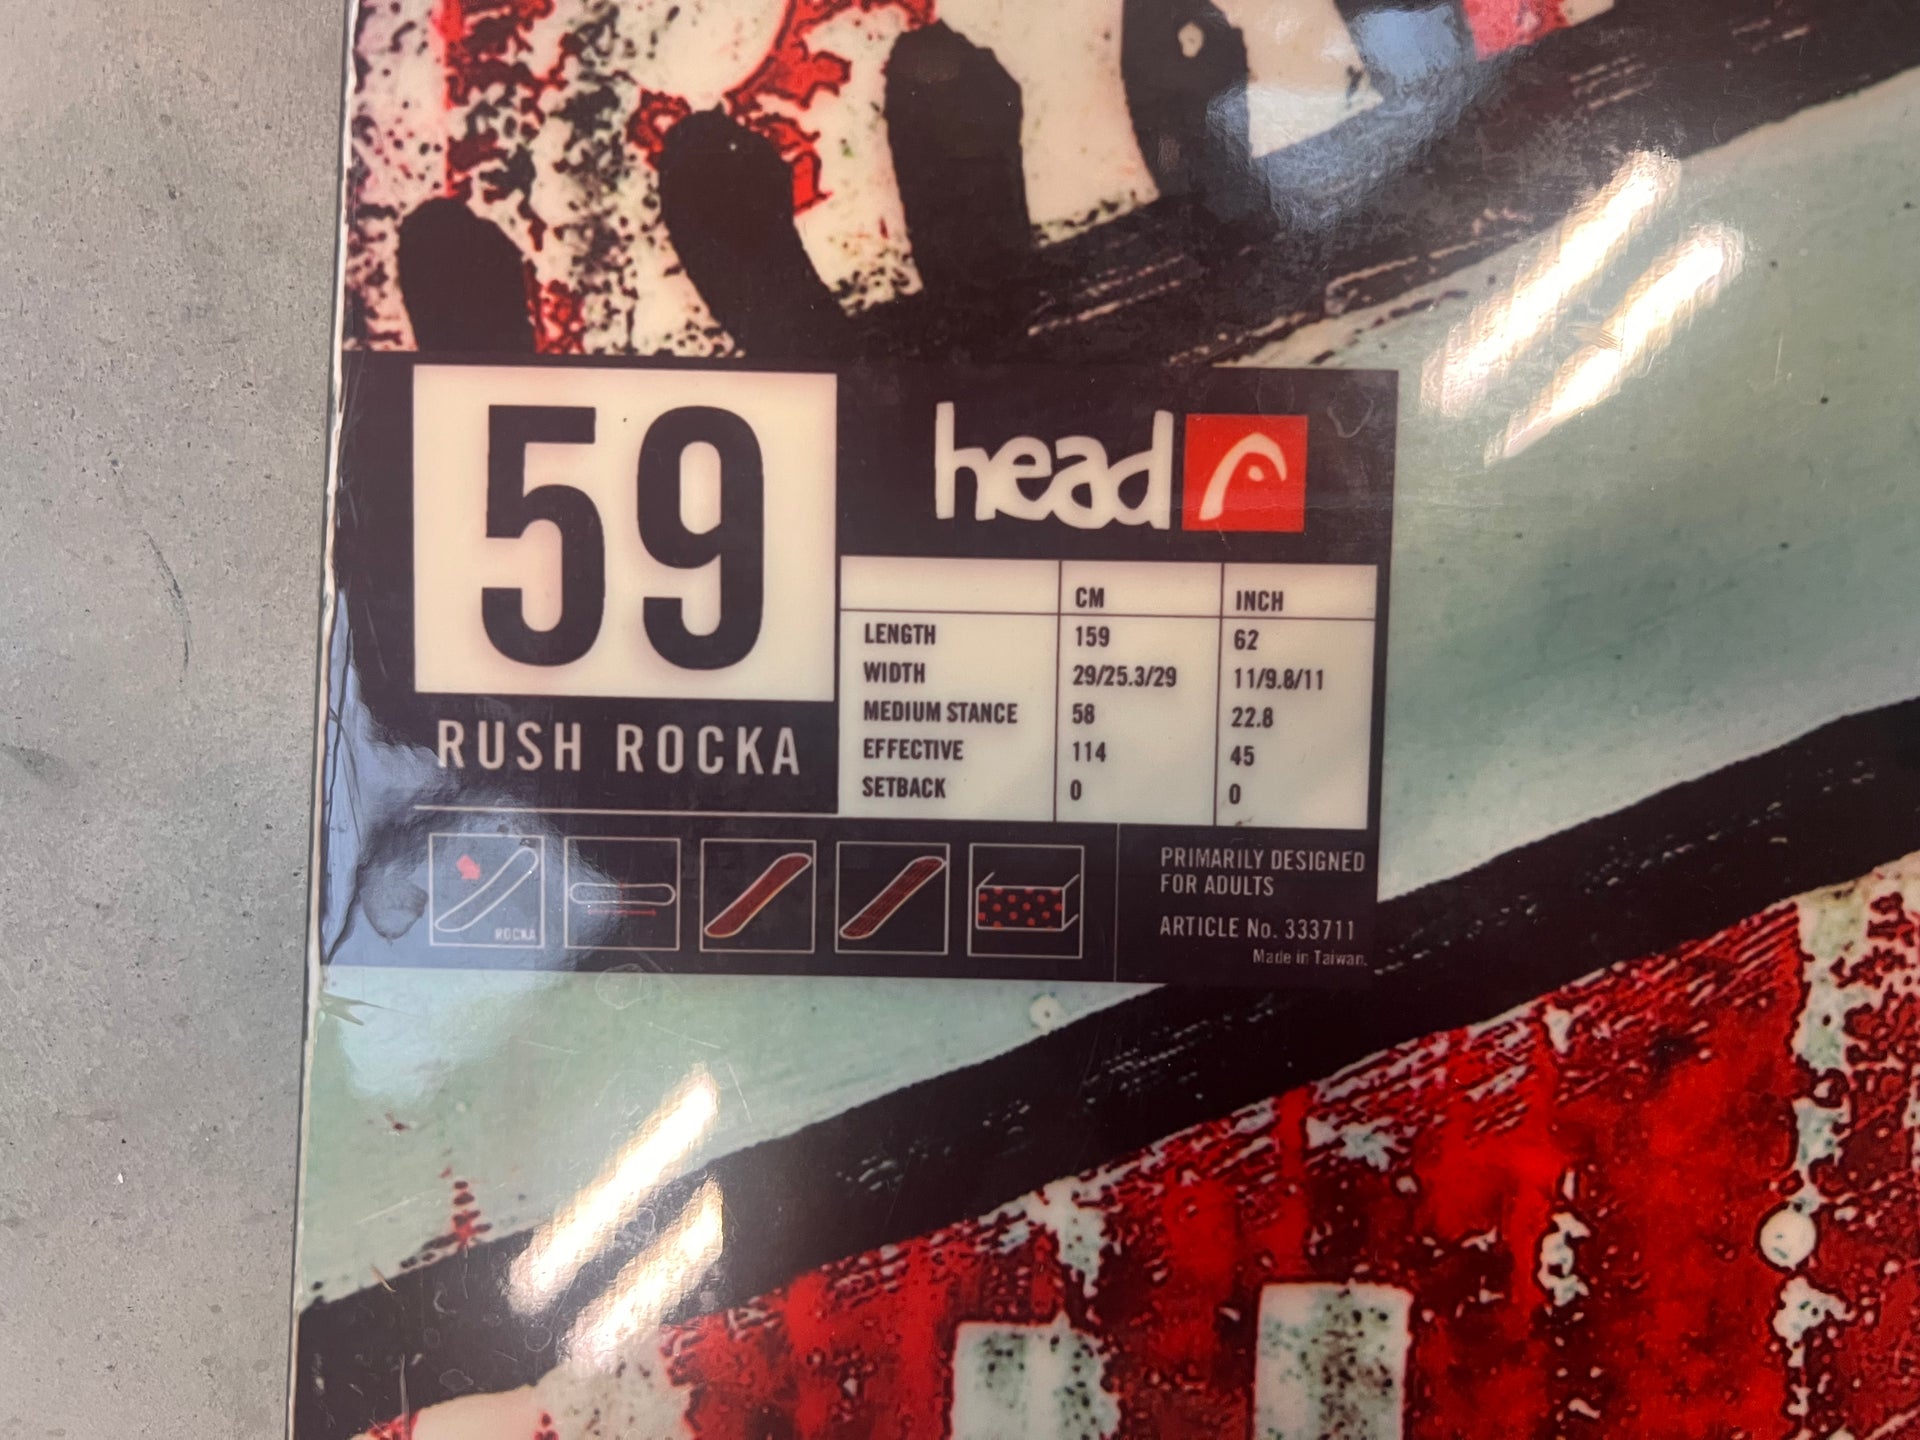 59
RUSH ROCKA
head
CM INCH
LENGTH 159 62
WIDTH 29/25.3/29 11/9.8/11
MEDIUM STANCE 58 22.8
EFFECTIVE 114 45
SETBACK 0 0
ROCKA
PRIMARILY DESIGNED
FOR ADULTS
ARTICLE No. 333711
Made in Taiwan.